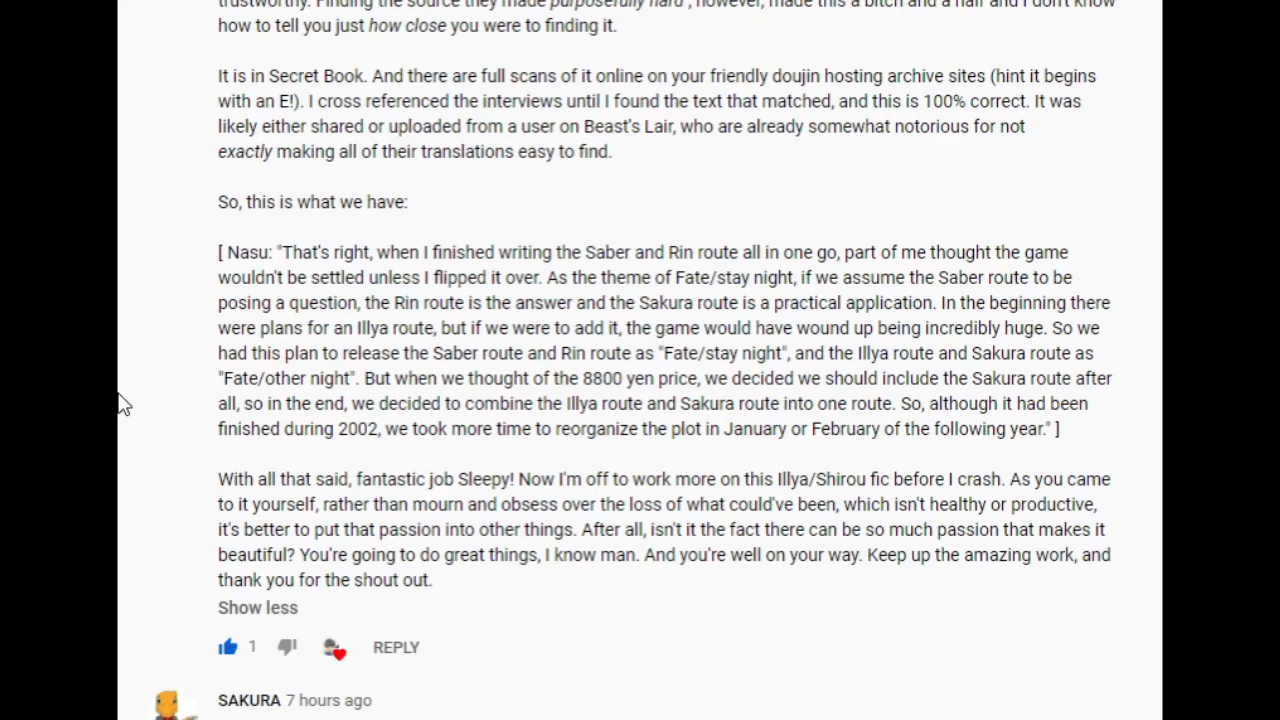 trustworthy. Finding the source they made purposefully hard , however, made this a bitch and a half and I don't know
how to tell you just how close you were to finding it.
It is in Secret Book. And there are full scans of it online on your friendly doujin hosting archive sites (hint it begins
with an E!). I cross referenced the interviews until I found the text that matched, and this is 100% correct. It was
likely either shared or uploaded from a user on Beast's Lair, who are already somewhat notorious for not
exactly making all of their translations easy to find.
So, this is what we have:
[ Nasu: "That's right, when I finished writing the Saber and Rin route all in one go, part of me thought the game
wouldn't be settled unless I flipped it over. As the theme of Fate/stay night, if we assume the Saber route to be
posing a question, the Rin route is the answer and the Sakura route is a practical application. In the beginning there
were plans for an Illya route, but if we were to add it, the game would have wound up being incredibly huge. So we
had this plan to release the Saber route and Rin route as "Fate/stay night", and the Illya route and Sakura route as
"Fate/other night". But when we thought of the 8800 yen price, we decided we should include the Sakura route after
all, so in the end, we decided to combine the Illya route and Sakura route into one route. So, although it had been
finished during 2002, we took more time to reorganize the plot in January or February of the following year." ]
With all that said, fantastic job Sleepy! Now I'm off to work more on this Illya/Shirou fic before I crash. As you came
to it yourself, rather than mourn and obsess over the loss of what could've been, which isn't healthy or productive,
it's better to put that passion into other things. After all, isn't it the fact there can be so much passion that makes it
beautiful? You're going to do great things, I know man. And you're well on your way. Keep up the amazing work, and
thank you for the shout out.
Show less
1 REPLY
SAKURA 7 hours ago